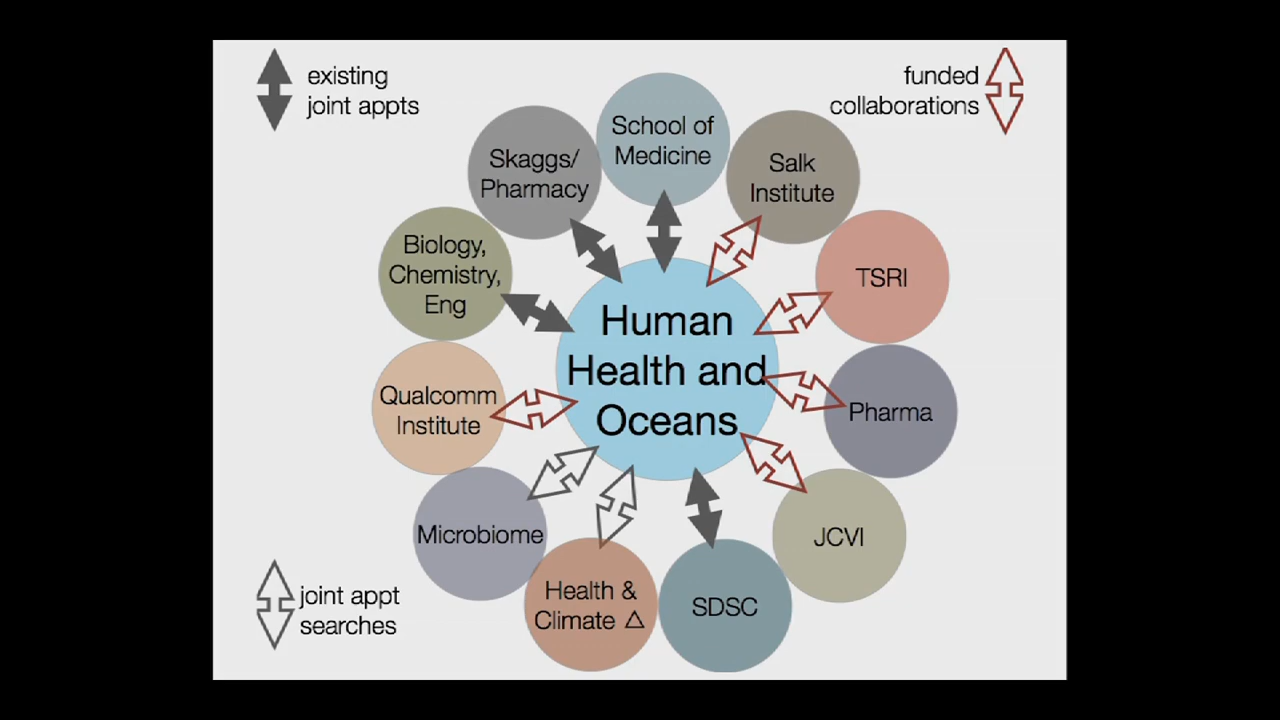 existing
joint appts
funded
collaborations
School of
Medicine
Skaggs/
Pharmacy
Salk
Institute
Biology,
Chemistry,
Eng
TSRI
Human
Health and
Oceans
Qualcomm
Institute
Pharma
Microbiome
JCVI
Health &
Climate △
SDSC
joint appt
searches